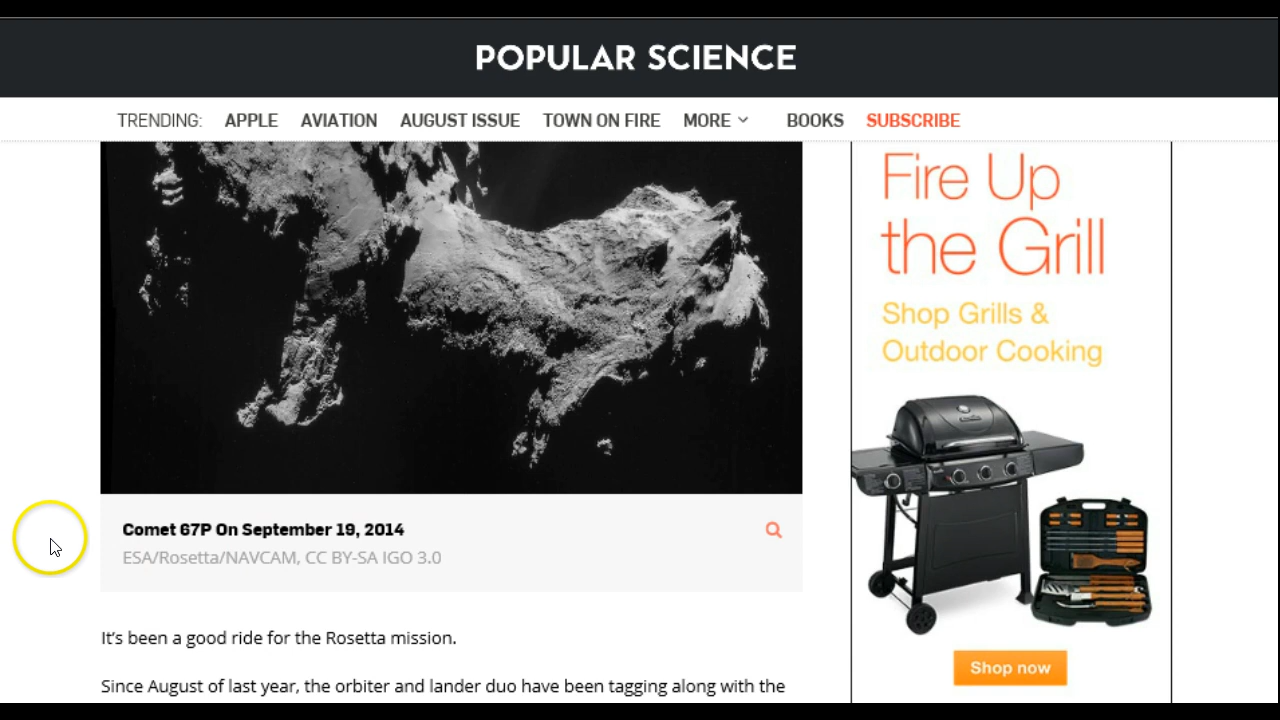 POPULAR SCIENCE
TRENDING: APPLE AVIATION AUGUST ISSUE TOWN ON FIRE MORE BOOKS SUBSCRIBE
Fire Up
the Grill
Shop Grills &
Outdoor Cooking
Shop now
Comet 67P On September 19, 2014
ESA/Rosetta/NAVCAM, CC BY-SA IGO 3.0
It's been a good ride for the Rosetta mission.
Since August of last year, the orbiter and lander duo have been tagging along with the